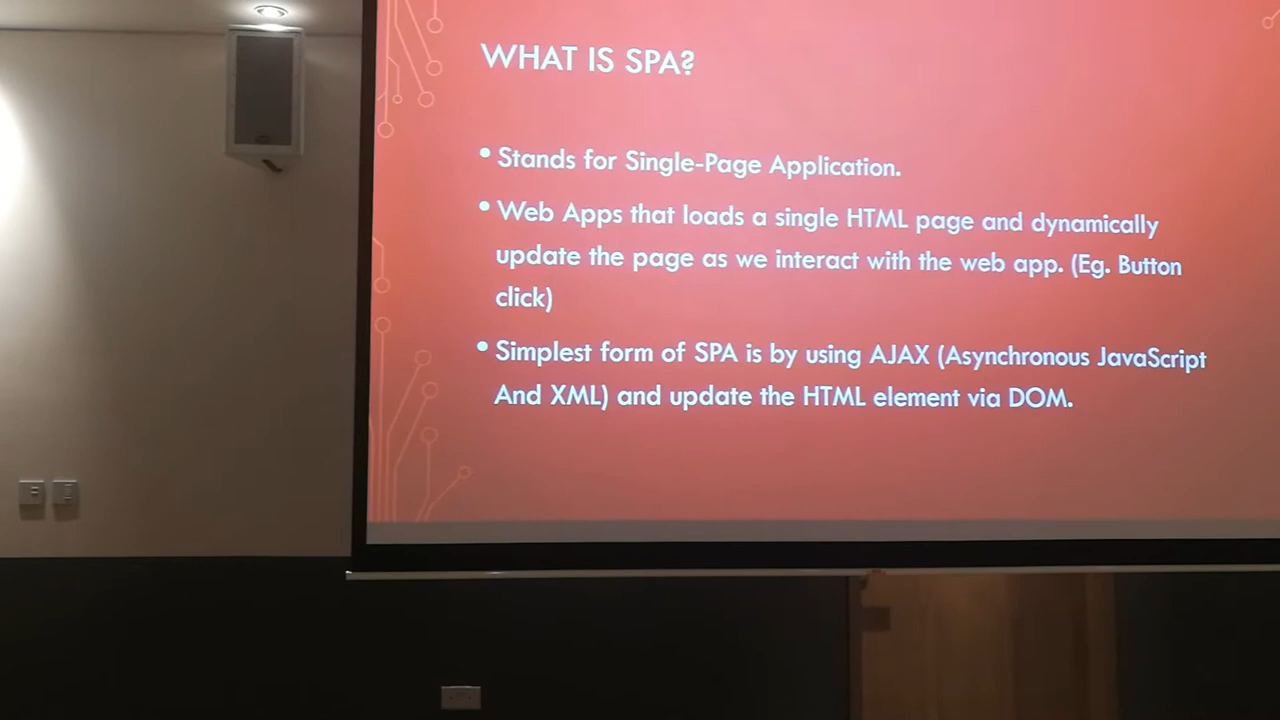 WHAT IS SPA?
• Stands for Single-Page Application.
• Web Apps that loads a single HTML page and dynamically
update the page as we interact with the web app. (Eg. Button
click)
• Simplest form of SPA is by using AJAX (Asynchronous JavaScript
And XML) and update the HTML element via DOM.